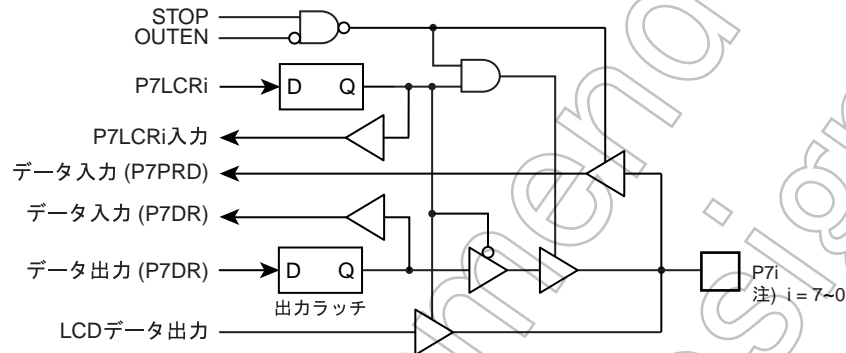 STOP
OUTEN
P7LCRi
D Q
P7LCRi入力
データ入力 (P7PRD)
データ入力 (P7DR)
データ出力 (P7DR)
D Q
出力ラッチ
P7i
注) i = 7~0
LCDデータ出力